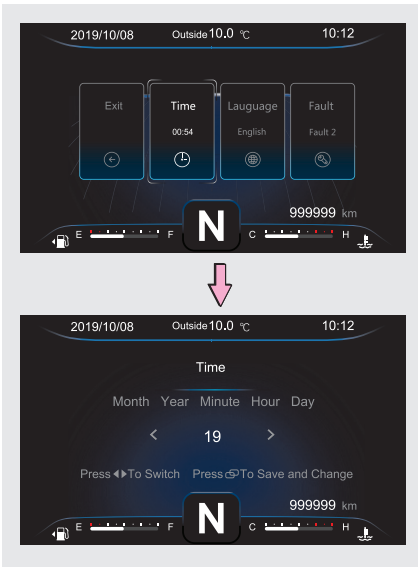 2019/10/08 Outside 10.0 ℃ 10:12
Exit Time Lauguage Fault
00:54 English Fault 2
999999 km
E F N C H
2019/10/08 Outside 10.0 ℃ 10:12
Time
Month Year Minute Hour Day
< 19 >
Press To Switch Press To Save and Change
999999 km
E F N C H